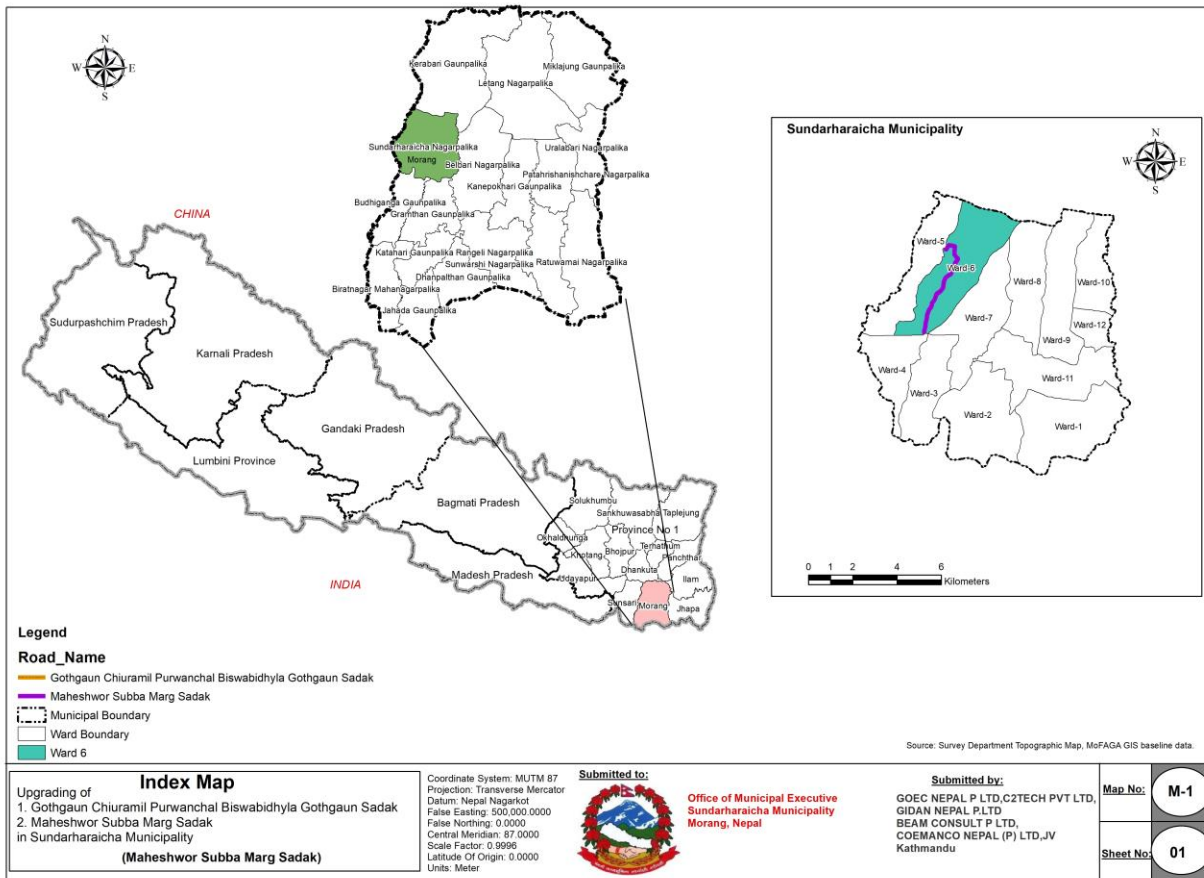 N
W E
S
Kerabari Gaunpalika
Miklajung Gaunpalika
Letang Nagarpalika
Sundarharaicha Nagarpalika
Morang
Belbari Nagarpalika
Uralabari Nagarpalika
Patahrishanishchare Nagarpalika
Kanepokhari Gaunpalika
Budhiganga Gaunpalika
Gramthan Gaunpalika
Katahari Gaunpalika
Rangeli Nagarpalika
Sunwarshi Nagarpalika
Ratuwamai Nagarpalika
Dhanpalthan Gaunpalika
Biratnagar Mahanagarpalika
Jahada Gaunpalika
CHINA
Sudurpashchim Pradesh
Karnali Pradesh
Gandaki Pradesh
Lumbini Province
Bagmati Pradesh
Madesh Pradesh
INDIA
Solukhumbu
Sankhuwasabha
Taplejung
Province No 1
Okhaldhunga
Khotang
Bhojpur
Terhathum
Panchthar
Dhankuta
Udayapur
Ilam
Sunsari
Morang
Jhapa
Sundarharaicha Municipality
N
W E
S
Ward-5
Ward-6
Ward-8
Ward-10
Ward-7
Ward-12
Ward-9
Ward-4
Ward-3
Ward-11
Ward-2
Ward-1
0 1 2 4 6
Kilometers
Legend
Road_Name
Gothgaun Chiuramil Purwanchal Biswabidhyla Gothgaun Sadak
Maheshwor Subba Marg Sadak
Municipal Boundary
Ward Boundary
Ward 6
Source: Survey Department Topographic Map, MoFAGA GIS baseline data.
Index Map
Upgrading of
1. Gothgaun Chiuramil Purwanchal Biswabidhyla Gothgaun Sadak
2. Maheshwor Subba Marg Sadak
in Sundarharaicha Municipality
(Maheshwor Subba Marg Sadak)
Coordinate System: MUTM 87
Projection: Transverse Mercator
Datum: Nepal Nagarkot
False Easting: 500,000.0000
False Northing: 0.0000
Central Meridian: 87.0000
Scale Factor: 0.9996
Latitude Of Origin: 0.0000
Units: Meter
Submitted to:
Office of Municipal Executive
Sundarharaicha Municipality
Morang, Nepal
Submitted by:
GOEC NEPAL P LTD,C2TECH PVT LTD,
GIDAN NEPAL P.LTD
BEAM CONSULT P LTD,
COEMANCO NEPAL (P) LTD,JV
Kathmandu
Map No:
M-1
Sheet No:
01